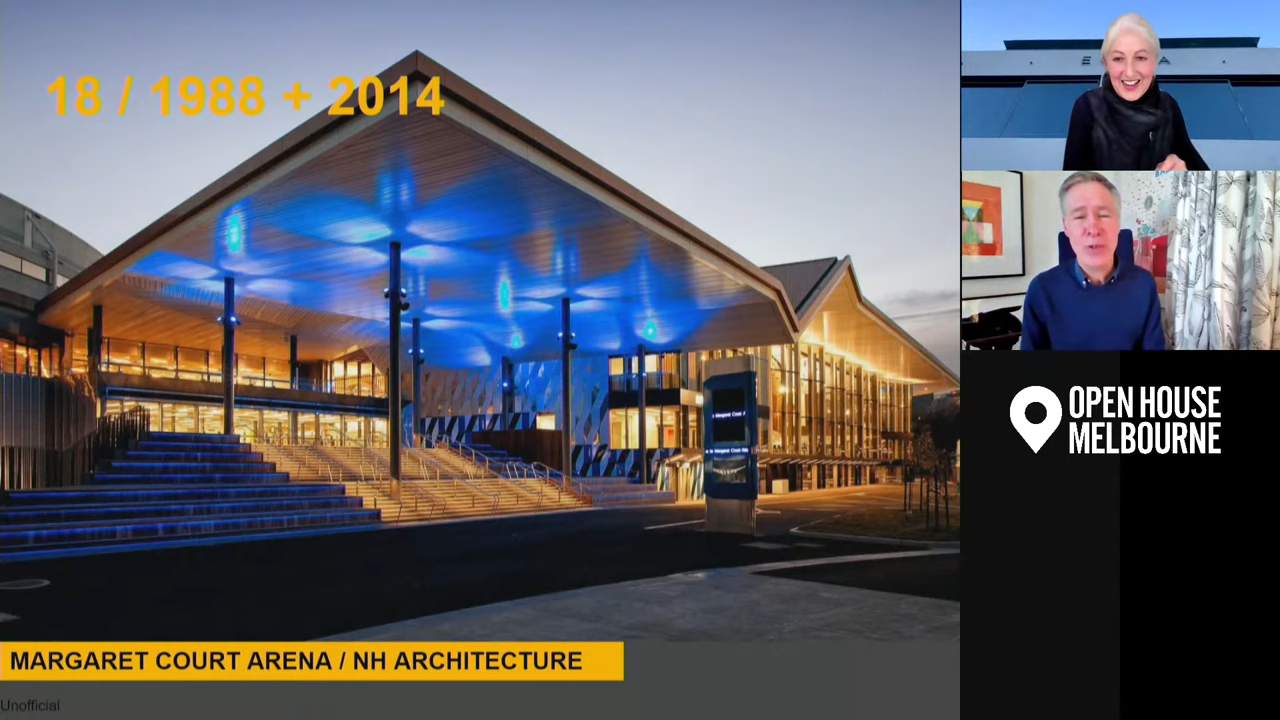 18 / 1988 + 2014
MARGARET COURT ARENA / NH ARCHITECTURE
Unofficial
OPEN HOUSE
MELBOURNE